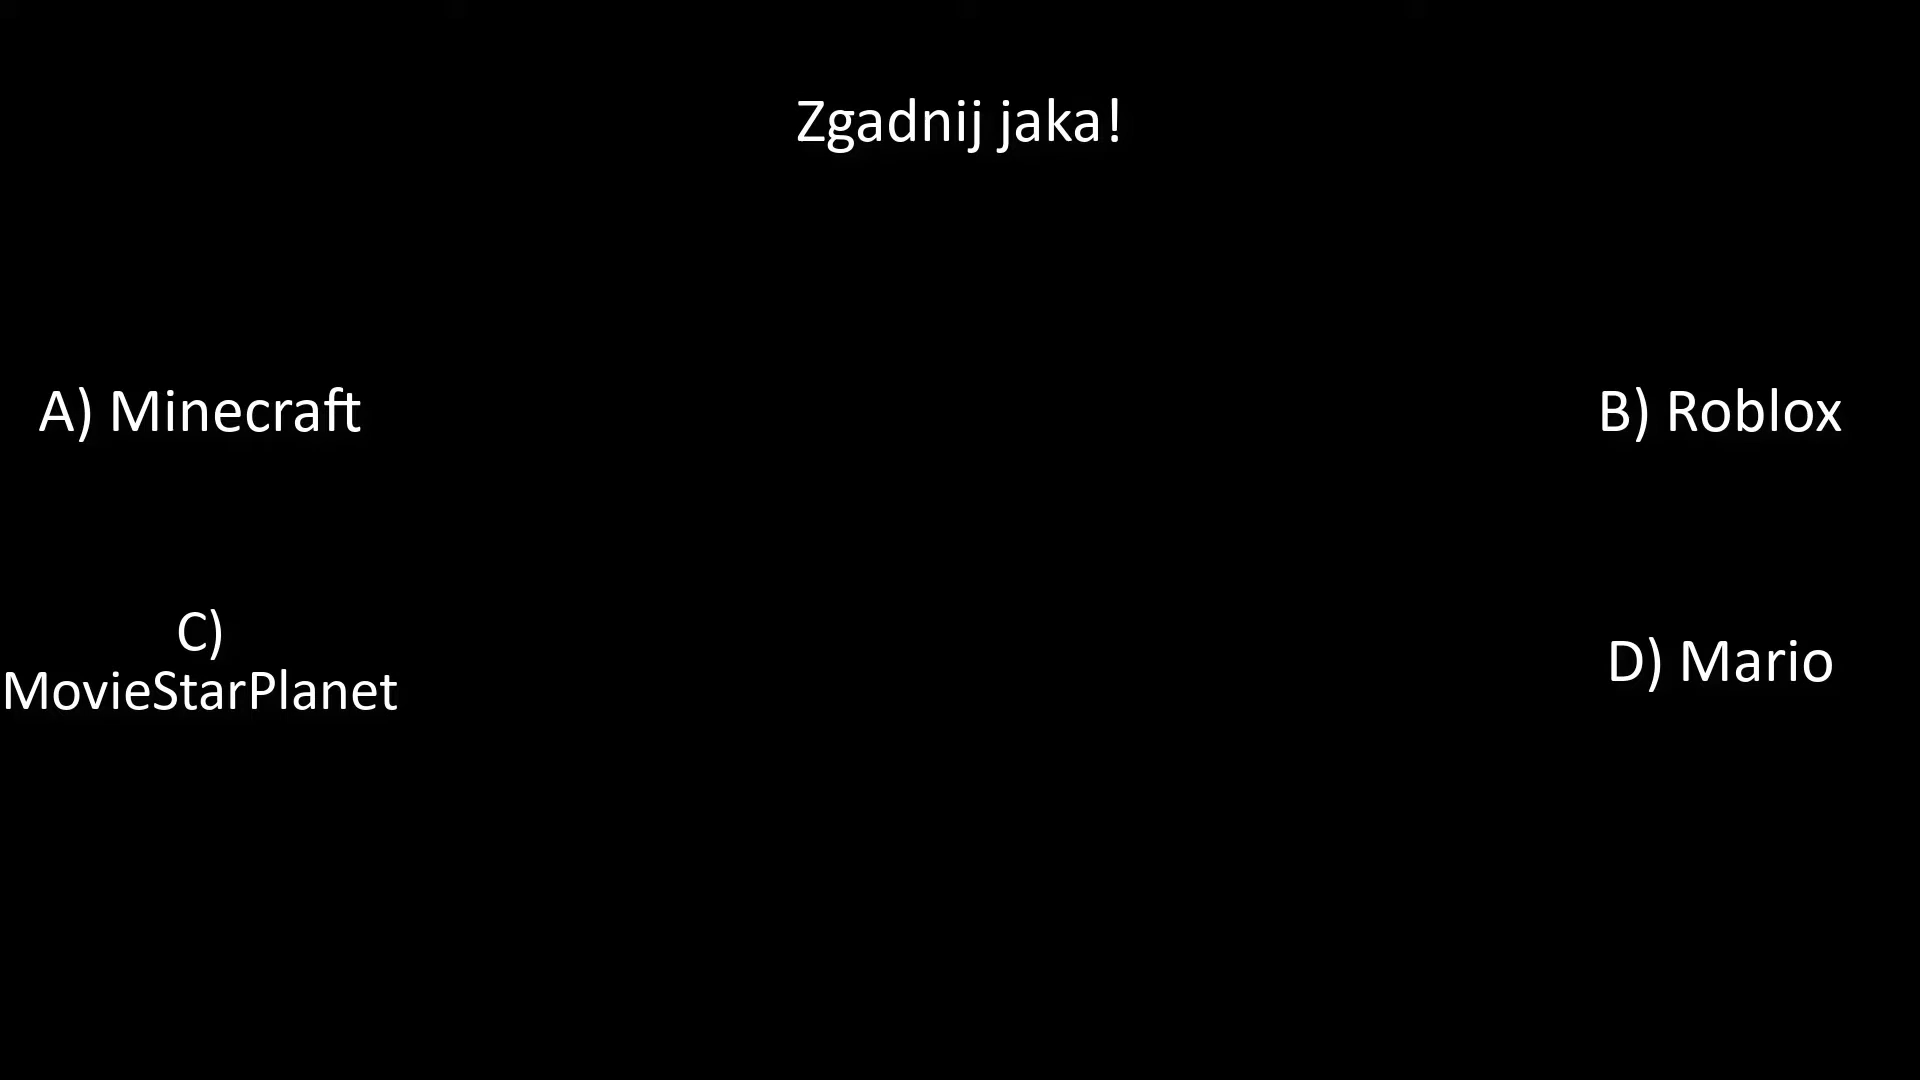 Zgadnij jaka!
A) Minecraft
B) Roblox
C)
MovieStarPlanet
D) Mario